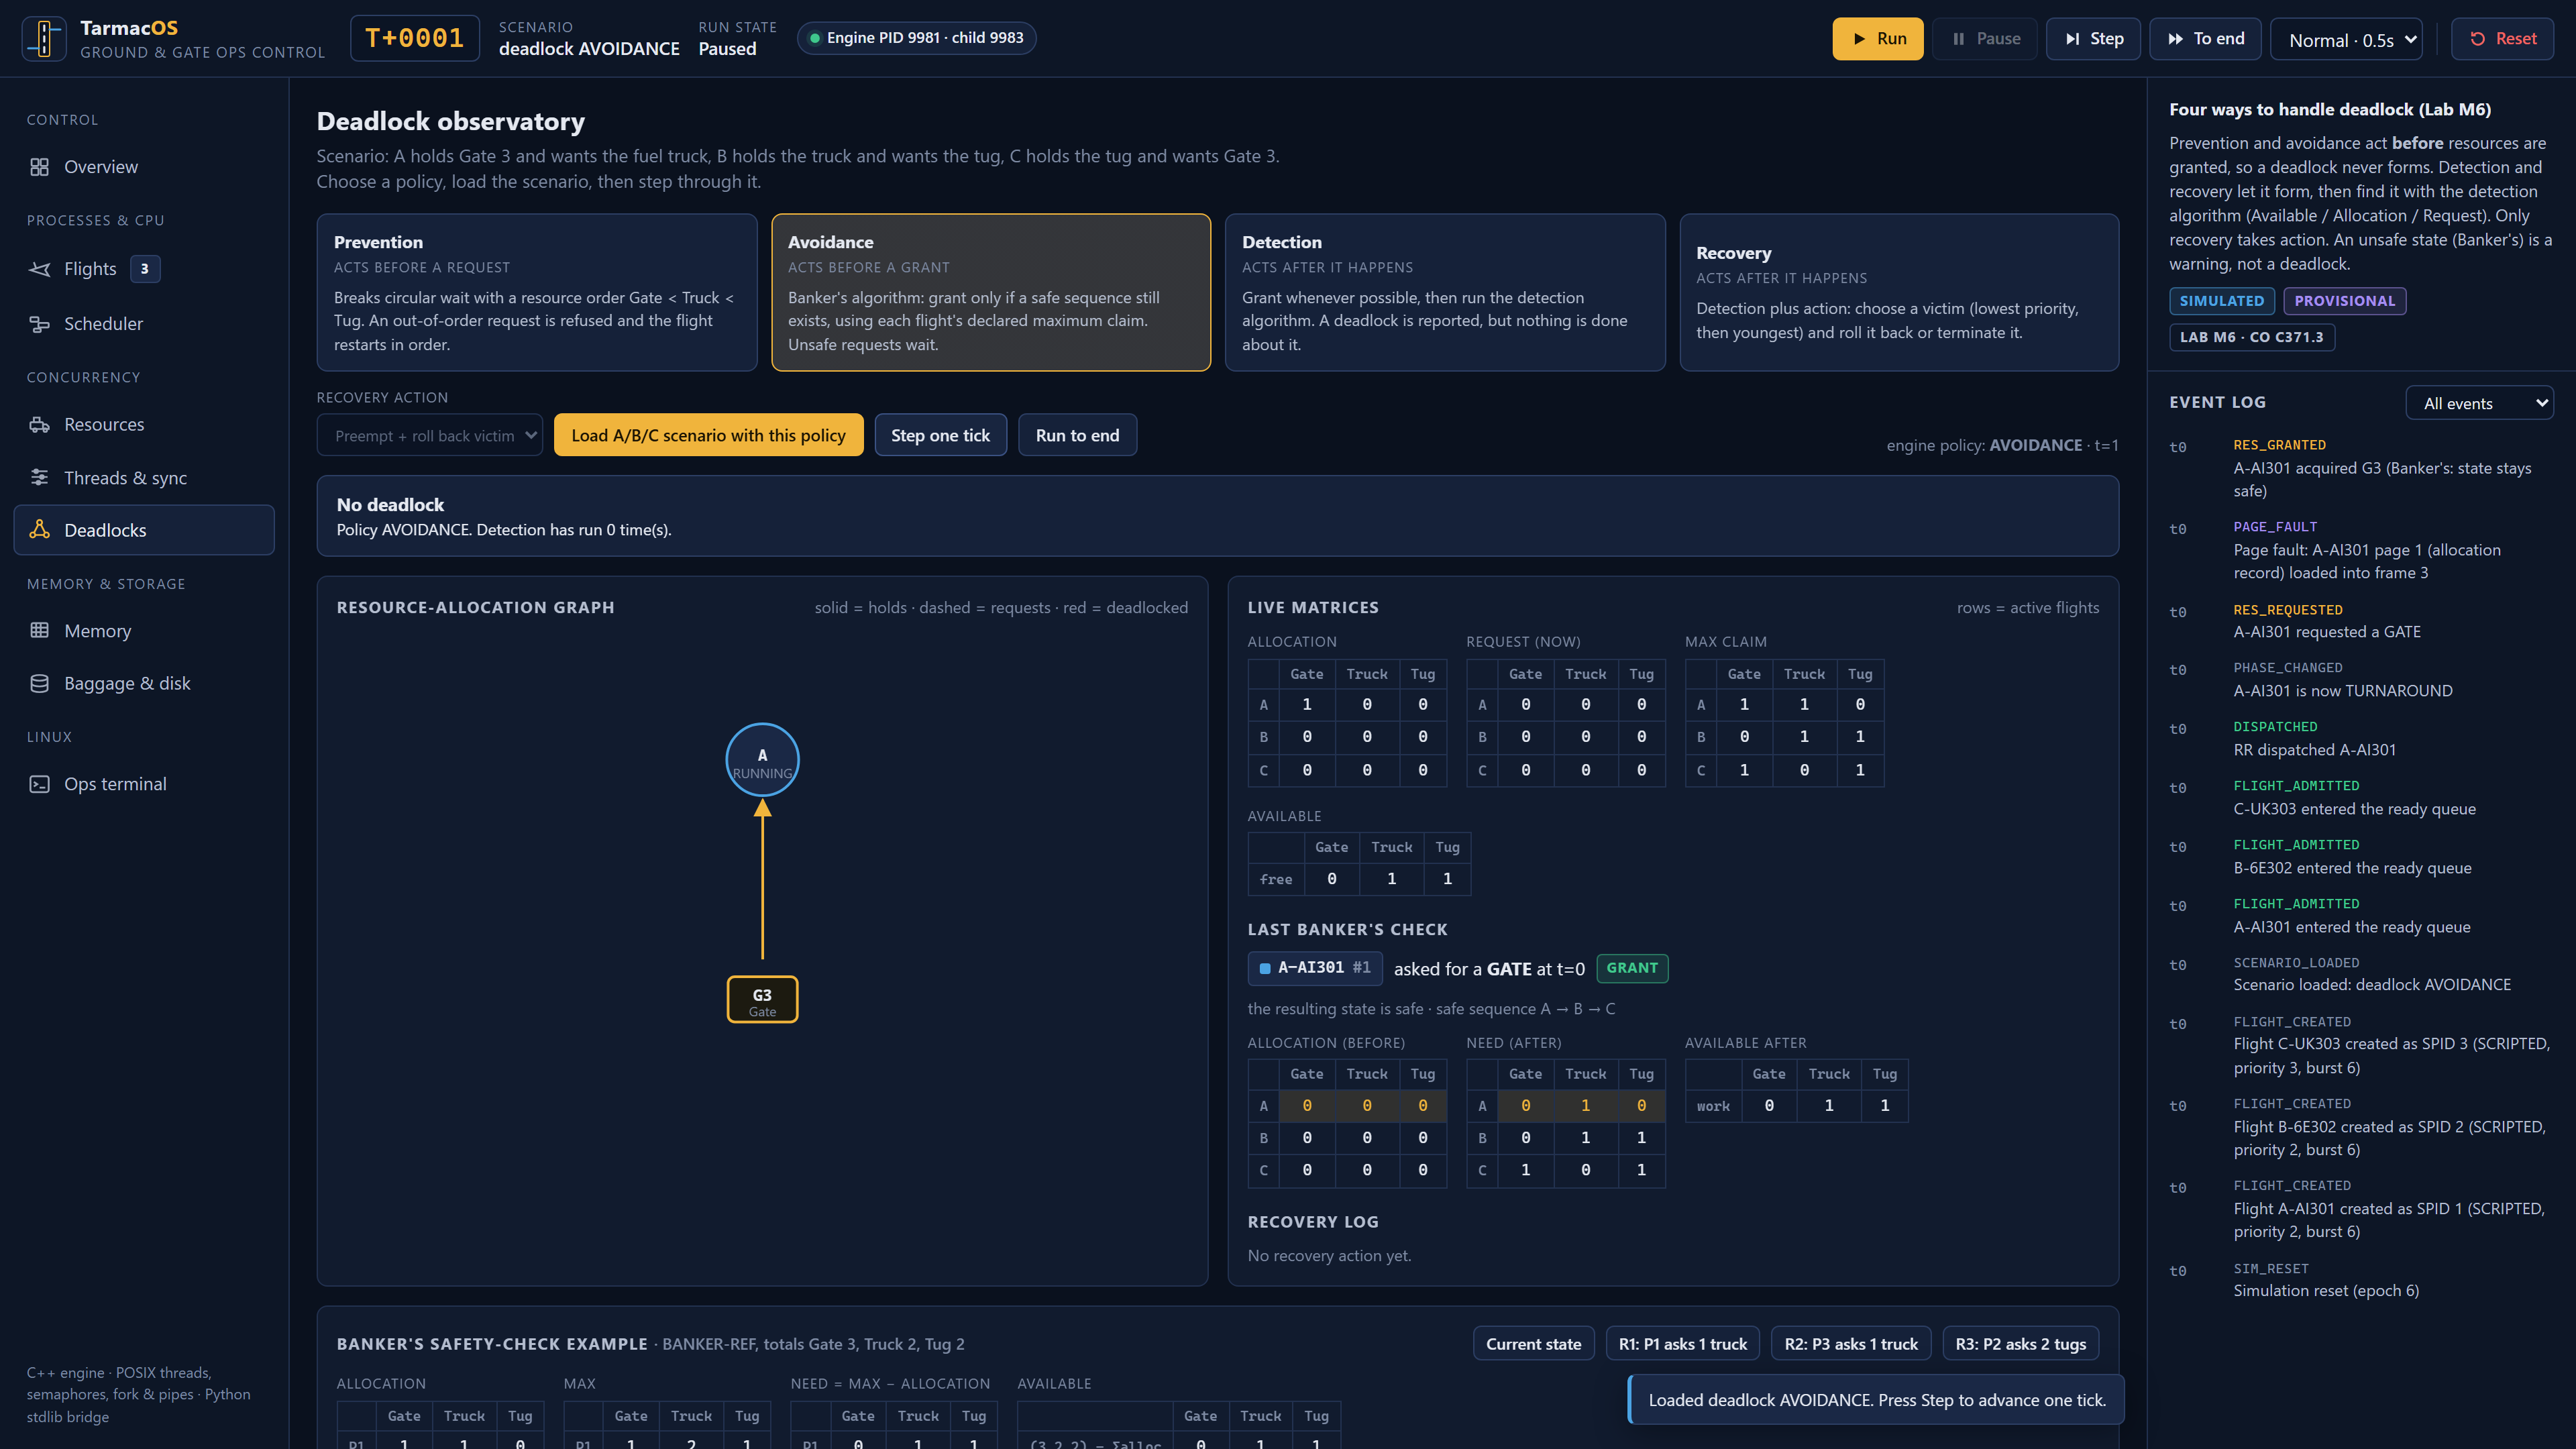 TarmacOS
GROUND & GATE OPS CONTROL
T+0001
SCENARIO
deadlock AVOIDANCE
RUN STATE
Paused
Engine PID 9981 · child 9983
Run
Pause
Step
To end
Normal · 0.5s
Reset
CONTROL
Overview
PROCESSES & CPU
Flights 3
Scheduler
CONCURRENCY
Resources
Threads & sync
Deadlocks
MEMORY & STORAGE
Memory
Baggage & disk
LINUX
Ops terminal
C++ engine · POSIX threads,
semaphores, fork & pipes · Python
stdlib bridge
Deadlock observatory
Scenario: A holds Gate 3 and wants the fuel truck, B holds the truck and wants the tug, C holds the tug and wants Gate 3.
Choose a policy, load the scenario, then step through it.
Prevention
ACTS BEFORE A REQUEST
Breaks circular wait with a resource order Gate < Truck <
Tug. An out-of-order request is refused and the flight
restarts in order.
Avoidance
ACTS BEFORE A GRANT
Banker's algorithm: grant only if a safe sequence still
exists, using each flight's declared maximum claim.
Unsafe requests wait.
Detection
ACTS AFTER IT HAPPENS
Grant whenever possible, then run the detection
algorithm. A deadlock is reported, but nothing is done
about it.
Recovery
ACTS AFTER IT HAPPENS
Detection plus action: choose a victim (lowest priority,
then youngest) and roll it back or terminate it.
RECOVERY ACTION
Preempt + roll back victim
Load A/B/C scenario with this policy
Step one tick
Run to end
engine policy: AVOIDANCE · t=1
No deadlock
Policy AVOIDANCE. Detection has run 0 time(s).
RESOURCE-ALLOCATION GRAPH
solid = holds · dashed = requests · red = deadlocked
A
RUNNING
G3
Gate
LIVE MATRICES
rows = active flights
ALLOCATION
Gate Truck Tug
A 1 0 0
B 0 0 0
C 0 0 0
REQUEST (NOW)
Gate Truck Tug
A 0 0 0
B 0 0 0
C 0 0 0
MAX CLAIM
Gate Truck Tug
A 1 1 0
B 0 1 1
C 1 0 1
AVAILABLE
Gate Truck Tug
free 0 1 1
LAST BANKER'S CHECK
A-AI301 #1 asked for a GATE at t=0 GRANT
the resulting state is safe · safe sequence A → B → C
ALLOCATION (BEFORE)
Gate Truck Tug
A 0 0 0
B 0 0 0
C 0 0 0
NEED (AFTER)
Gate Truck Tug
A 0 1 0
B 0 1 1
C 1 0 1
AVAILABLE AFTER
Gate Truck Tug
work 0 1 1
RECOVERY LOG
No recovery action yet.
BANKER'S SAFETY-CHECK EXAMPLE · BANKER-REF, totals Gate 3, Truck 2, Tug 2
Current state
R1: P1 asks 1 truck
R2: P3 asks 1 truck
R3: P2 asks 2 tugs
ALLOCATION
Gate Truck Tug
P1 1 1 0
MAX
Gate Truck Tug
P1 1 2 1
NEED = MAX − ALLOCATION
Gate Truck Tug
P1 0 1 1
AVAILABLE
Gate Truck Tug
(3,2,2) − Σalloc 0 1 1
Loaded deadlock AVOIDANCE. Press Step to advance one tick.
Four ways to handle deadlock (Lab M6)
Prevention and avoidance act before resources are
granted, so a deadlock never forms. Detection and
recovery let it form, then find it with the detection
algorithm (Available / Allocation / Request). Only
recovery takes action. An unsafe state (Banker's) is a
warning, not a deadlock.
SIMULATED
PROVISIONAL
LAB M6 · CO C371.3
EVENT LOG
All events
t0 RES_GRANTED
A-AI301 acquired G3 (Banker's: state stays
safe)
t0 PAGE_FAULT
Page fault: A-AI301 page 1 (allocation
record) loaded into frame 3
t0 RES_REQUESTED
A-AI301 requested a GATE
t0 PHASE_CHANGED
A-AI301 is now TURNAROUND
t0 DISPATCHED
RR dispatched A-AI301
t0 FLIGHT_ADMITTED
C-UK303 entered the ready queue
t0 FLIGHT_ADMITTED
B-6E302 entered the ready queue
t0 FLIGHT_ADMITTED
A-AI301 entered the ready queue
t0 SCENARIO_LOADED
Scenario loaded: deadlock AVOIDANCE
t0 FLIGHT_CREATED
Flight C-UK303 created as SPID 3 (SCRIPTED,
priority 3, burst 6)
t0 FLIGHT_CREATED
Flight B-6E302 created as SPID 2 (SCRIPTED,
priority 2, burst 6)
t0 FLIGHT_CREATED
Flight A-AI301 created as SPID 1 (SCRIPTED,
priority 2, burst 6)
t0 SIM_RESET
Simulation reset (epoch 6)